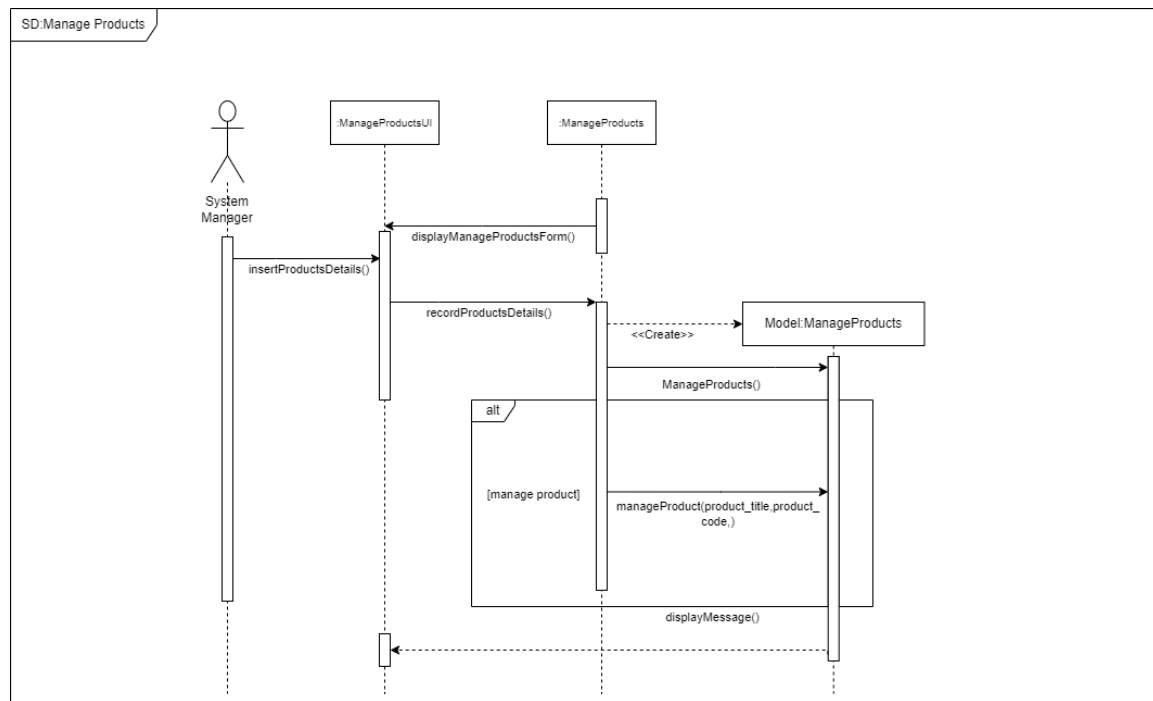 SD:Manage Products
:ManageProductsUI
:ManageProducts
System
Manager
displayManageProductsForm()
insertProductsDetails()
recordProductsDetails()
Model:ManageProducts
<<Create>>
ManageProducts()
alt
[manage product]
manageProduct(product_title,product_
code,)
displayMessage()